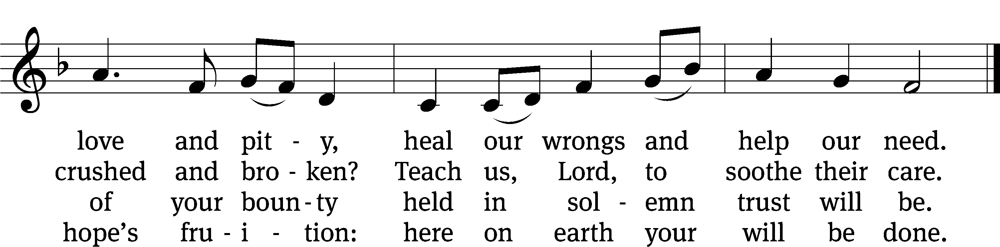 love and pit - y, heal our wrongs and help our need.
crushed and bro - ken? Teach us, Lord, to soothe their care.
of your boun - ty held in sol - emn trust will be.
hope’s fru - i - tion: here on earth your will be done.